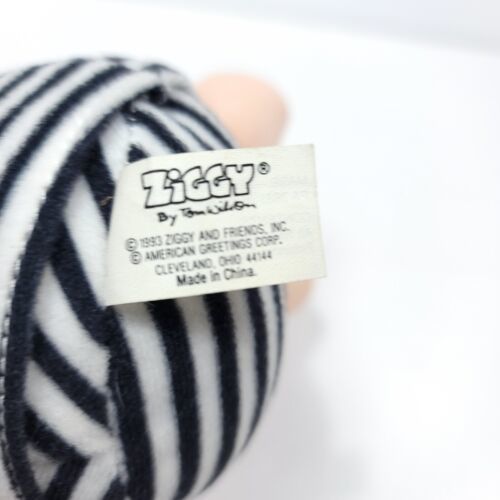 ZiGGY®
By Tom Wilson
© 1993 ZIGGY AND FRIENDS, INC.
© AMERICAN GREETINGS CORP.
CLEVELAND, OHIO 44144
Made in China.